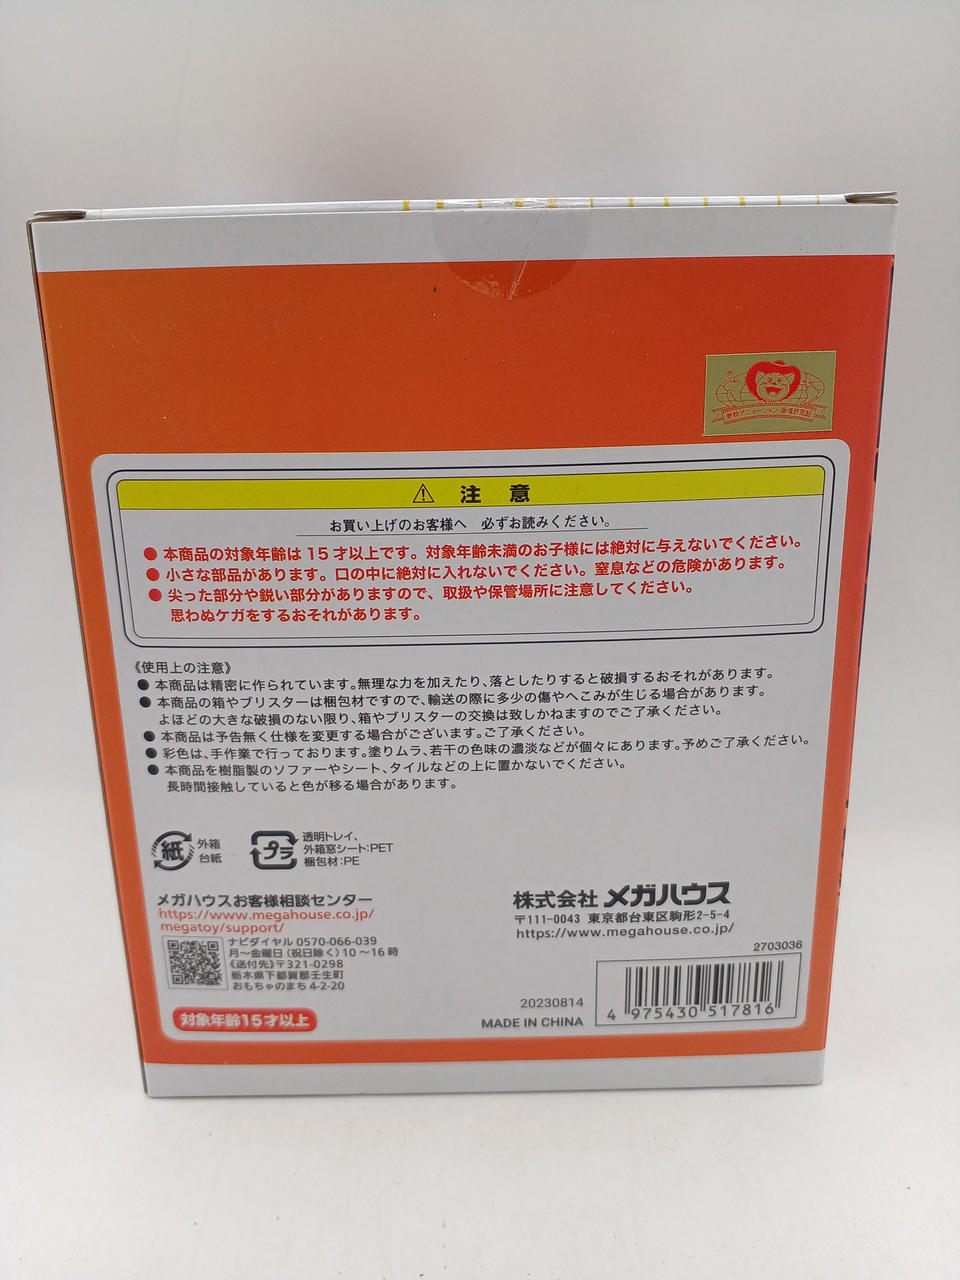 東映アニメーション・版権許諾証
注 意
お買い上げのお客様へ 必ずお読みください。
●本商品の対象年齢は15才以上です。対象年齢未満のお子様には絶対に与えないでください。
●小さな部品があります。口の中に絶対に入れないでください。窒息などの危険があります。
●尖った部分や鋭い部分がありますので、取扱や保管場所に注意してください。
思わぬケガをするおそれがあります。
《使用上の注意》
●本商品は精密に作られています。無理な力を加えたり、落としたりすると破損するおそれがあります。
●本商品の箱やブリスターは梱包材ですので、輸送の際に多少の傷やへこみが生じる場合があります。
よほどの大きな破損のない限り、箱やブリスターの交換は致しかねますのでご了承ください。
●本商品は予告無く仕様を変更する場合がございます。ご了承ください。
●彩色は、手作業で行っております。塗りムラ、若干の色味の濃淡などが個々にあります。予めご了承ください。
●本商品を樹脂製のソファーやシート、タイルなどの上に置かないでください。
長時間接触していると色が移る場合があります。
紙
外箱
台紙
プラ
透明トレイ、
外箱窓シート:PET
梱包材:PE
メガハウスお客様相談センター
https://www.megahouse.co.jp/
megatoy/support/
ナビダイヤル 0570-066-039
月〜金曜日(祝日除く)10〜16時
《送付先》〒321-0298
栃木県下都賀郡壬生町
おもちゃのまち4-2-20
対象年齢15才以上
株式会社 メガハウス
〒111-0043 東京都台東区駒形2-5-4
https://www.megahouse.co.jp/
2703036
20230814
MADE IN CHINA
4 975430 517816